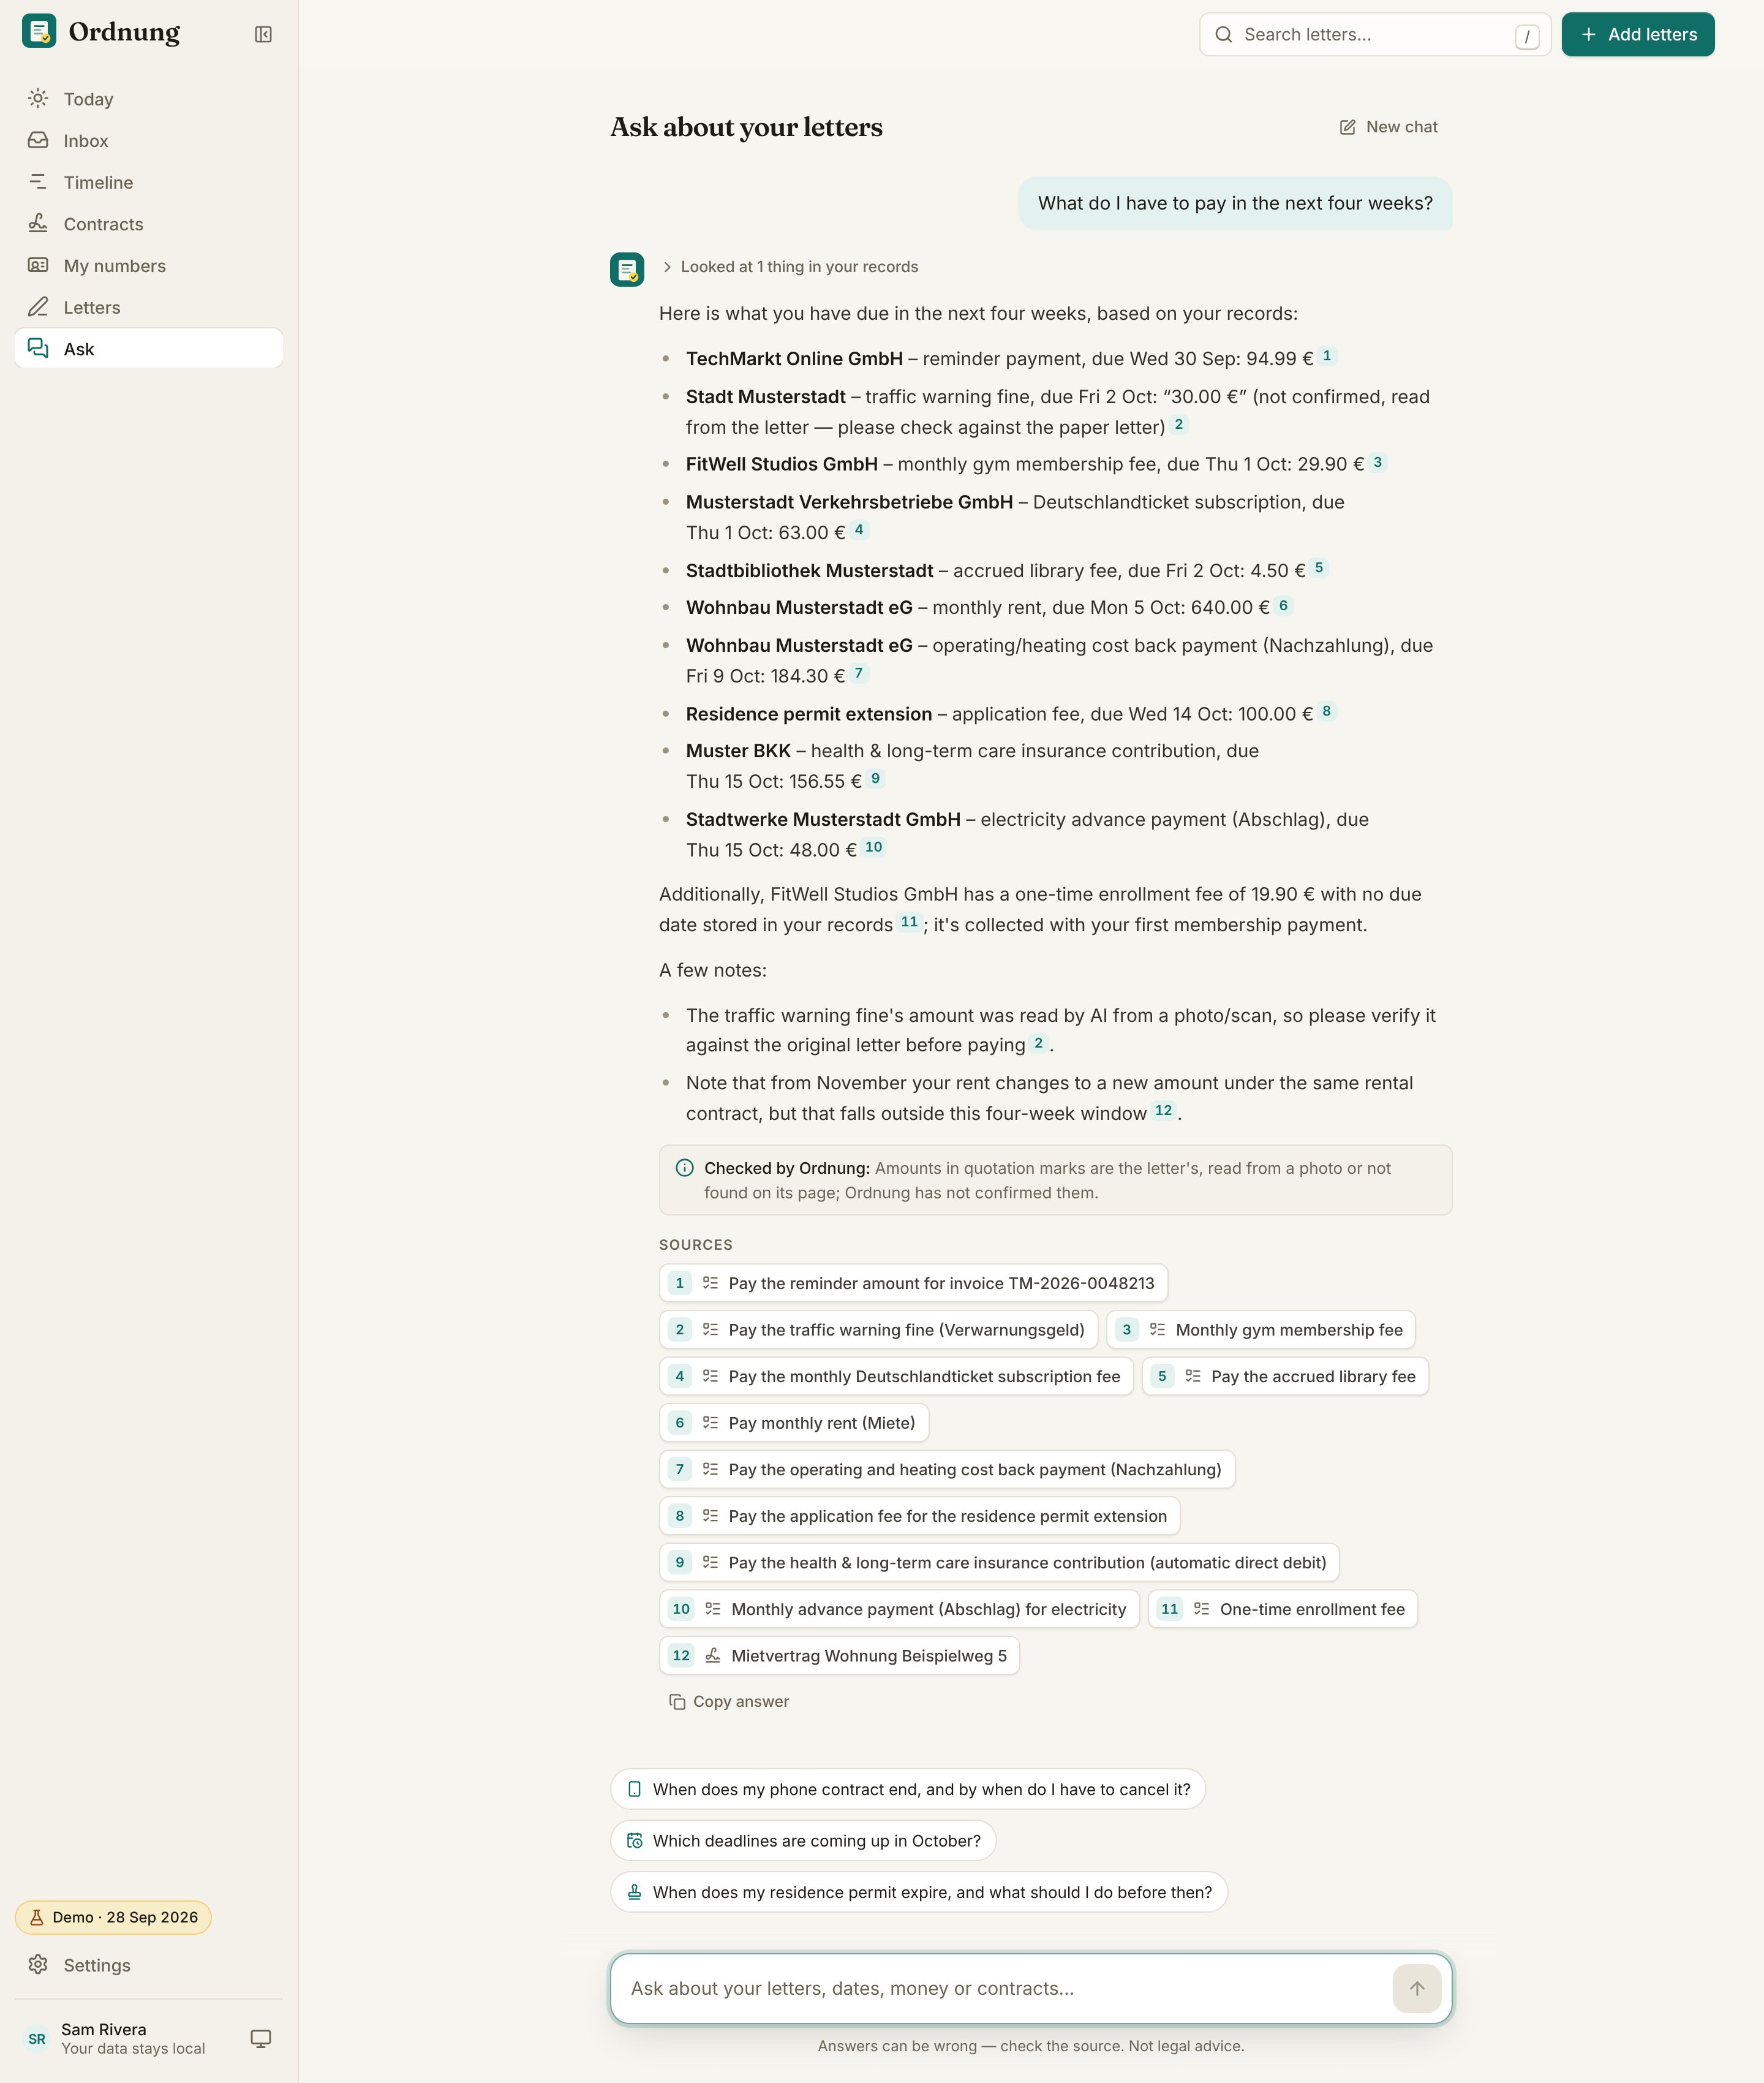 Ordnung
Search letters...
/
Add letters
Today
Inbox
Timeline
Contracts
My numbers
Letters
Ask
Ask about your letters
New chat
What do I have to pay in the next four weeks?
Looked at 1 thing in your records
Here is what you have due in the next four weeks, based on your records:
• TechMarkt Online GmbH – reminder payment, due Wed 30 Sep: 94.99 € 1
• Stadt Musterstadt – traffic warning fine, due Fri 2 Oct: “30.00 €” (not confirmed, read
from the letter — please check against the paper letter) 2
• FitWell Studios GmbH – monthly gym membership fee, due Thu 1 Oct: 29.90 € 3
• Musterstadt Verkehrsbetriebe GmbH – Deutschlandticket subscription, due
Thu 1 Oct: 63.00 € 4
• Stadtbibliothek Musterstadt – accrued library fee, due Fri 2 Oct: 4.50 € 5
• Wohnbau Musterstadt eG – monthly rent, due Mon 5 Oct: 640.00 € 6
• Wohnbau Musterstadt eG – operating/heating cost back payment (Nachzahlung), due
Fri 9 Oct: 184.30 € 7
• Residence permit extension – application fee, due Wed 14 Oct: 100.00 € 8
• Muster BKK – health & long-term care insurance contribution, due
Thu 15 Oct: 156.55 € 9
• Stadtwerke Musterstadt GmbH – electricity advance payment (Abschlag), due
Thu 15 Oct: 48.00 € 10
Additionally, FitWell Studios GmbH has a one-time enrollment fee of 19.90 € with no due
date stored in your records 11; it's collected with your first membership payment.
A few notes:
• The traffic warning fine's amount was read by AI from a photo/scan, so please verify it
against the original letter before paying 2.
• Note that from November your rent changes to a new amount under the same rental
contract, but that falls outside this four-week window 12.
Checked by Ordnung: Amounts in quotation marks are the letter's, read from a photo or not
found on its page; Ordnung has not confirmed them.
SOURCES
1 Pay the reminder amount for invoice TM-2026-0048213
2 Pay the traffic warning fine (Verwarnungsgeld)
3 Monthly gym membership fee
4 Pay the monthly Deutschlandticket subscription fee
5 Pay the accrued library fee
6 Pay monthly rent (Miete)
7 Pay the operating and heating cost back payment (Nachzahlung)
8 Pay the application fee for the residence permit extension
9 Pay the health & long-term care insurance contribution (automatic direct debit)
10 Monthly advance payment (Abschlag) for electricity
11 One-time enrollment fee
12 Mietvertrag Wohnung Beispielweg 5
Copy answer
When does my phone contract end, and by when do I have to cancel it?
Which deadlines are coming up in October?
When does my residence permit expire, and what should I do before then?
Demo · 28 Sep 2026
Settings
SR
Sam Rivera
Your data stays local
Ask about your letters, dates, money or contracts...
Answers can be wrong — check the source. Not legal advice.